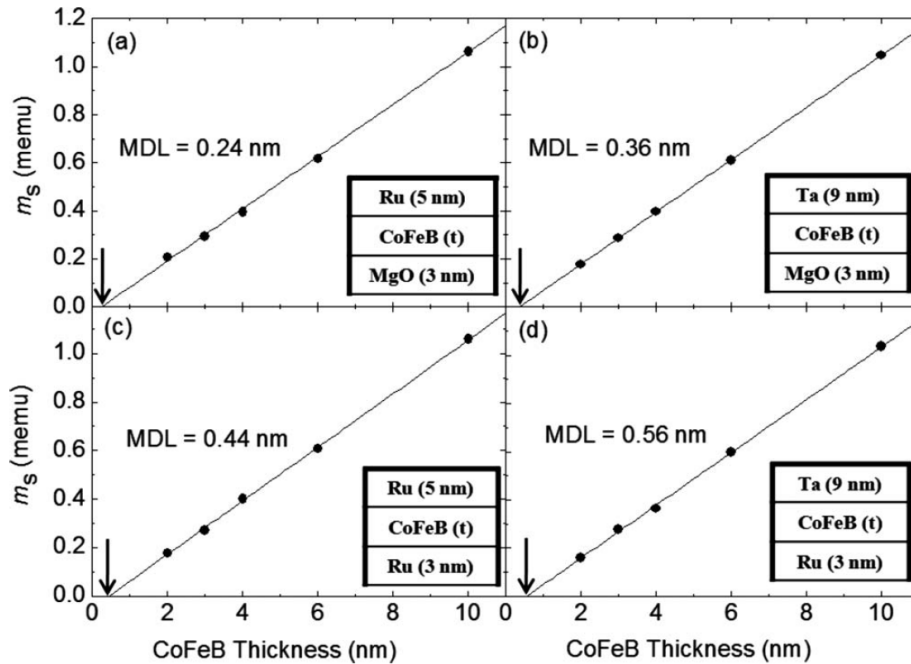 (a)
1.2
1.0
0.8
0.6
0.4
0.2
0.0
mS (memu)
MDL = 0.24 nm
Ru (5 nm)
CoFeB (t)
MgO (3 nm)
(b)
MDL = 0.36 nm
Ta (9 nm)
CoFeB (t)
MgO (3 nm)
(c)
1.0
0.8
0.6
0.4
0.2
0.0
mS (memu)
MDL = 0.44 nm
Ru (5 nm)
CoFeB (t)
Ru (3 nm)
0 2 4 6 8 10
CoFeB Thickness (nm)
(d)
MDL = 0.56 nm
Ta (9 nm)
CoFeB (t)
Ru (3 nm)
0 2 4 6 8 10
CoFeB Thickness (nm)